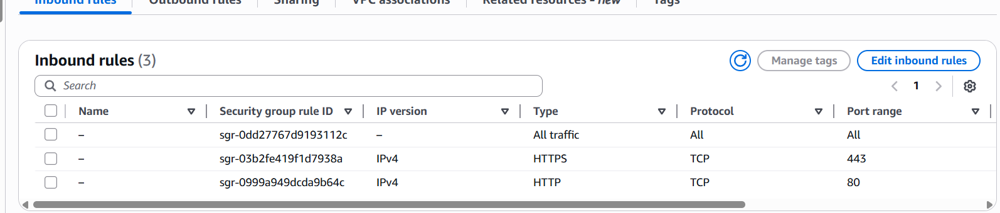 Inbound rules Outbound rules Sharing VPC associations Related resources - new Tags
Inbound rules (3)
Manage tags
Edit inbound rules
Search
1
Name Security group rule ID IP version Type Protocol Port range
– sgr-0dd27767d9193112c – All traffic All All
– sgr-03b2fe419f1d7938a IPv4 HTTPS TCP 443
– sgr-0999a949dcda9b64c IPv4 HTTP TCP 80